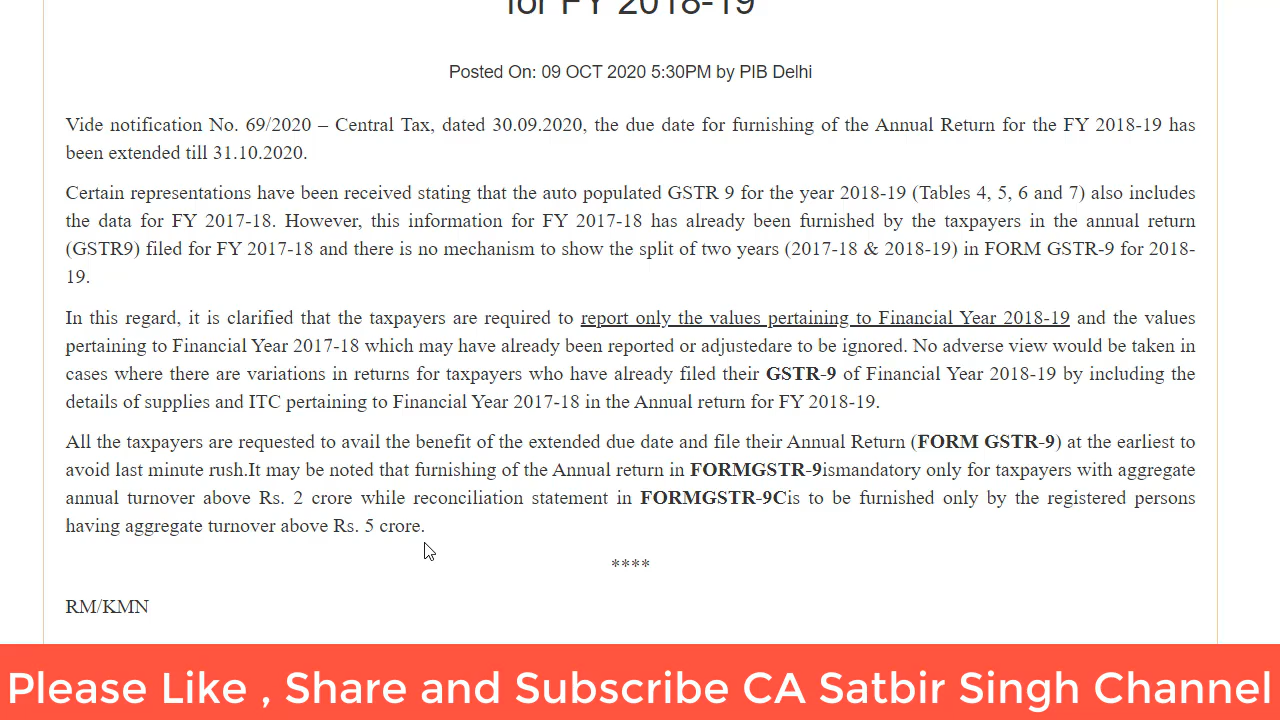 for FY 2018-19
Posted On: 09 OCT 2020 5:30PM by PIB Delhi
Vide notification No. 69/2020 – Central Tax, dated 30.09.2020, the due date for furnishing of the Annual Return for the FY 2018-19 has
been extended till 31.10.2020.
Certain representations have been received stating that the auto populated GSTR 9 for the year 2018-19 (Tables 4, 5, 6 and 7) also includes
the data for FY 2017-18. However, this information for FY 2017-18 has already been furnished by the taxpayers in the annual return
(GSTR9) filed for FY 2017-18 and there is no mechanism to show the split of two years (2017-18 & 2018-19) in FORM GSTR-9 for 2018-
19.
In this regard, it is clarified that the taxpayers are required to report only the values pertaining to Financial Year 2018-19 and the values
pertaining to Financial Year 2017-18 which may have already been reported or adjustedare to be ignored. No adverse view would be taken in
cases where there are variations in returns for taxpayers who have already filed their GSTR-9 of Financial Year 2018-19 by including the
details of supplies and ITC pertaining to Financial Year 2017-18 in the Annual return for FY 2018-19.
All the taxpayers are requested to avail the benefit of the extended due date and file their Annual Return (FORM GSTR-9) at the earliest to
avoid last minute rush.It may be noted that furnishing of the Annual return in FORMGSTR-9ismandatory only for taxpayers with aggregate
annual turnover above Rs. 2 crore while reconciliation statement in FORMGSTR-9Cis to be furnished only by the registered persons
having aggregate turnover above Rs. 5 crore.
****
RM/KMN
Please Like , Share and Subscribe CA Satbir Singh Channel